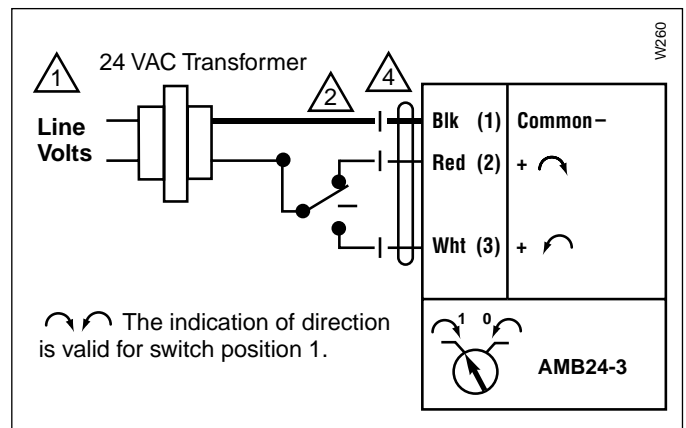 W260
1
24 VAC Transformer
2
4
Line
Volts
Blk (1) Common –
Red (2) +
Wht (3) +
The indication of direction
is valid for switch position 1.
1 0
AMB24-3